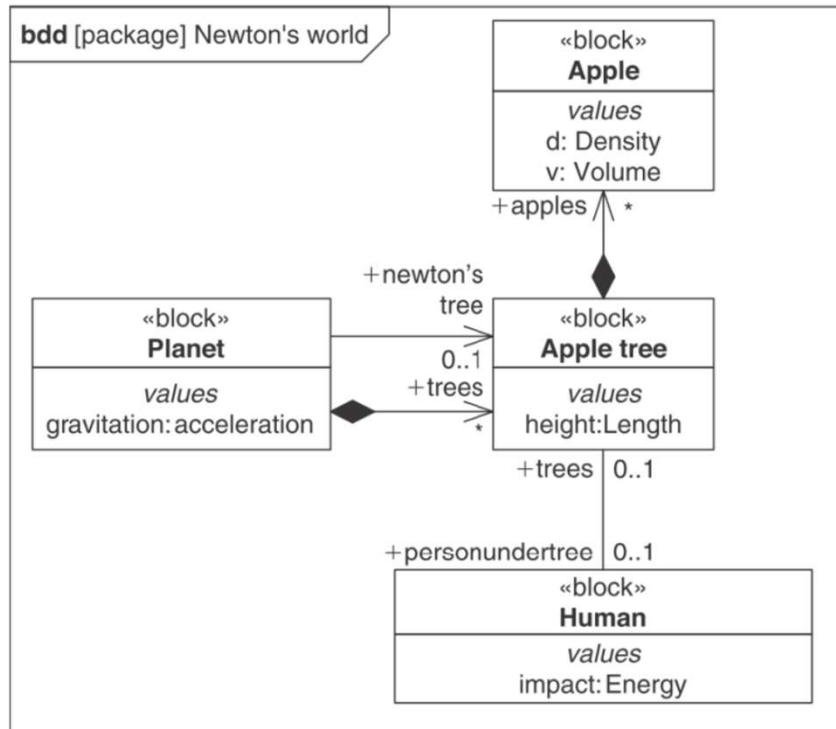 bdd [package] Newton's world
«block»
Apple
values
d: Density
v: Volume
+apples
*
+newton's
tree
0..1
«block»
Planet
values
gravitation:acceleration
+trees
*
«block»
Apple tree
values
height:Length
+trees
0..1
+personundertree
0..1
«block»
Human
values
impact:Energy